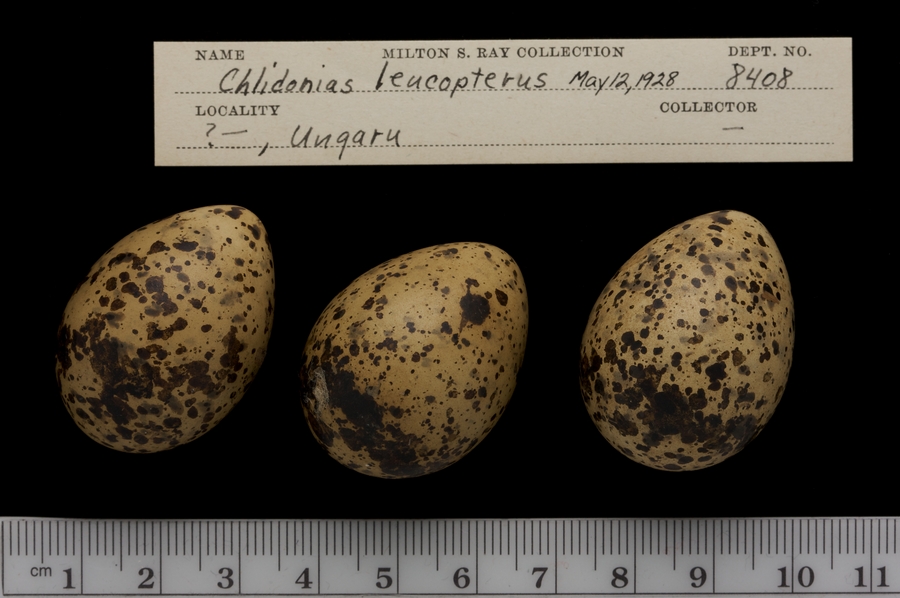 NAME MILTON S. RAY COLLECTION DEPT. NO.
Chlidonias leucopterus May 12, 1928 8408
LOCALITY COLLECTOR
? —, Ungaru —
cm 1 2 3 4 5 6 7 8 9 10 11